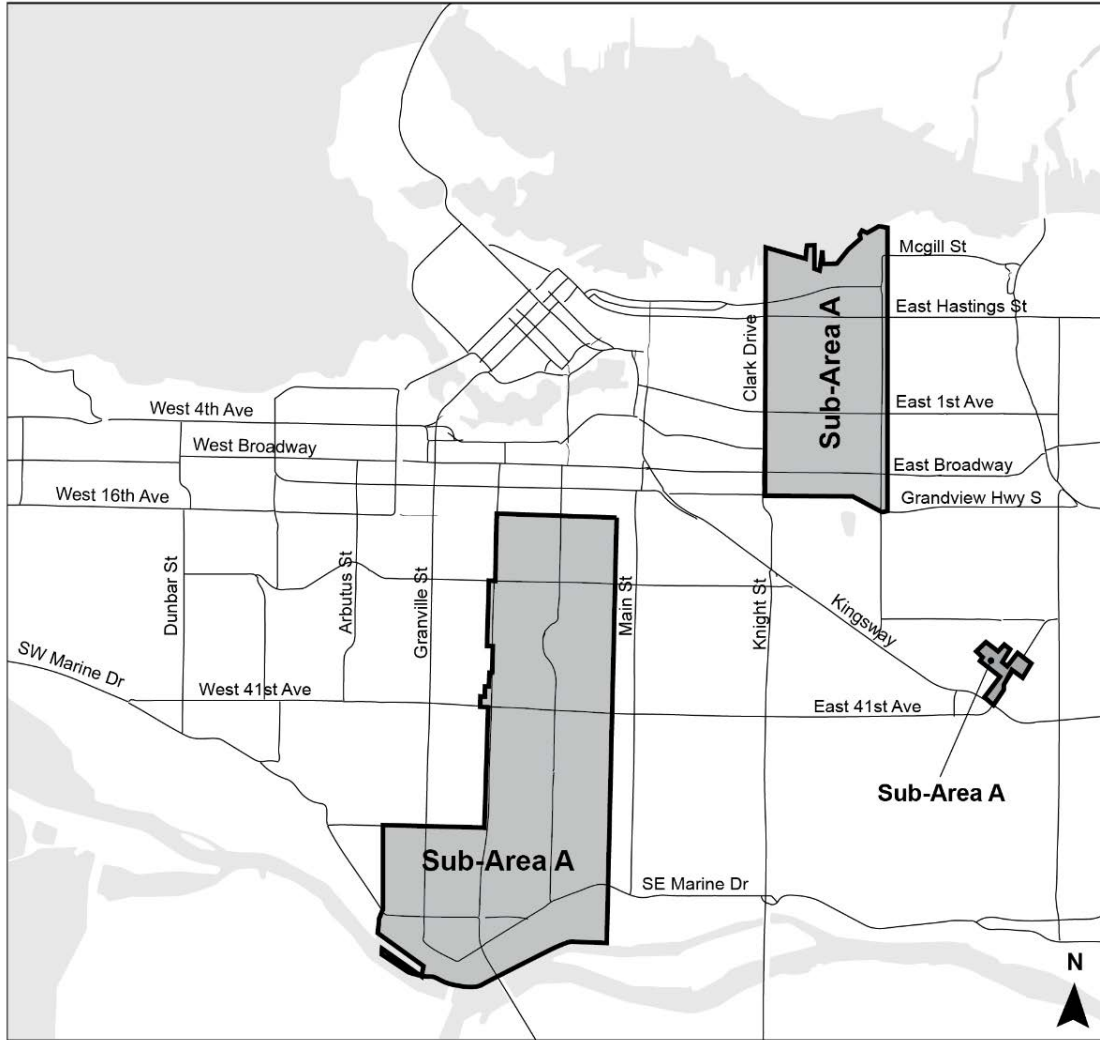 Mcgill St
East Hastings St
Clark Drive
Sub-Area A
West 4th Ave
East 1st Ave
West Broadway
East Broadway
West 16th Ave
Grandview Hwy S
Dunbar St
Arbutus St
Granville St
Main St
Knight St
Kingsway
SW Marine Dr
West 41st Ave
East 41st Ave
Sub-Area A
Sub-Area A
SE Marine Dr
N